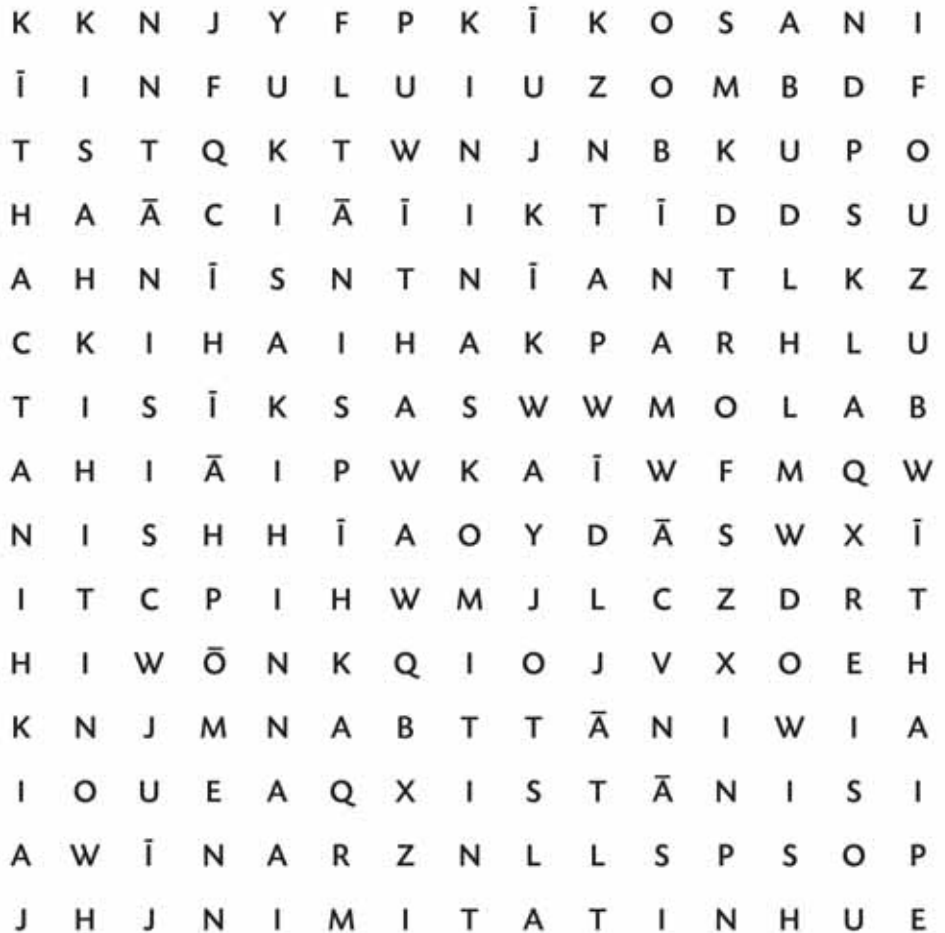 K K N J Y F P K Ī K O S A N I
Ī I N F U L U I U Z O M B D F
T S T Q K T W N J N B K U P O
H A Ā C I Ā Ī I K T Ī D D S U
A H N Ī S N T N Ī A N T L K Z
C K I H A I H A K P A R H L U
T I S Ī K S A S W W M O L A B
A H I Ā I P W K A Ī W F M Q W
N I S H H Ī A O Y D Ā S W X Ī
I T C P I H W M J L C Z D R T
H I W Ō N K Q I O J V X O E H
K N J M N A B T T Ā N I W I A
I O U E A Q X I S T Ā N I S I
A W Ī N A R Z N L L S P S O P
J H J N I M I T A T I N H U E